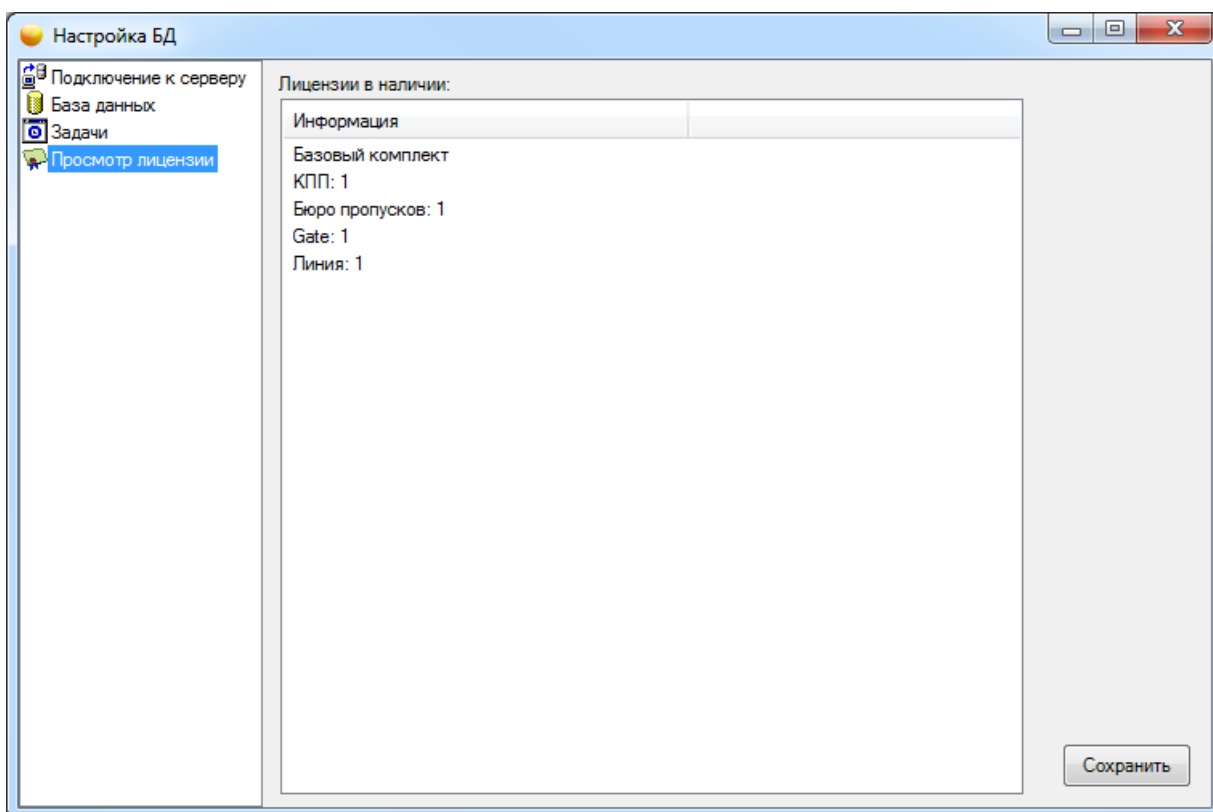 Настройка БД
Подключение к серверу
База данных
Задачи
Просмотр лицензии
Лицензии в наличии:
Информация
Базовый комплект
КПП: 1
Бюро пропусков: 1
Gate: 1
Линия: 1
Сохранить